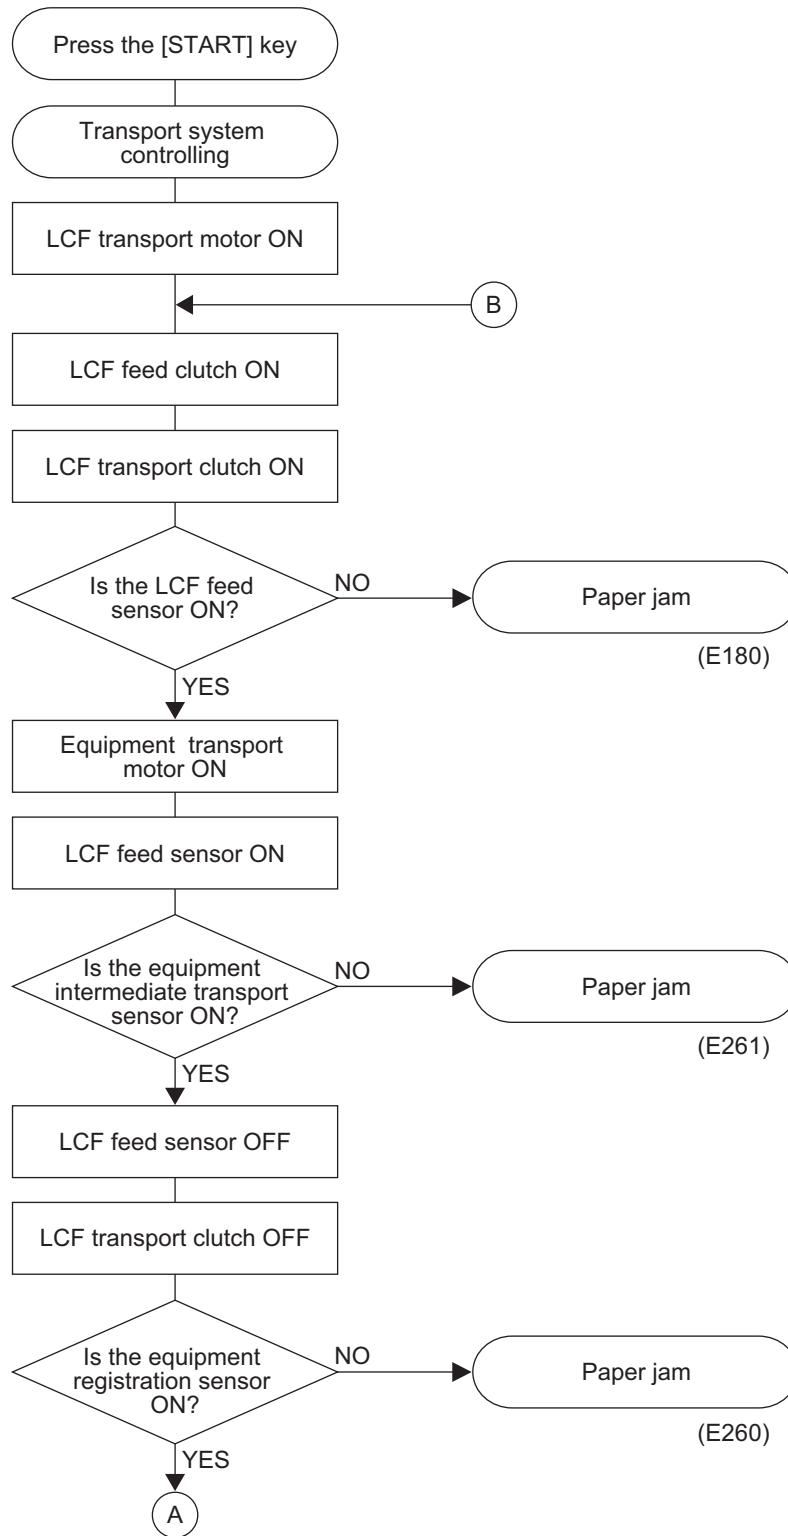 Press the [START] key
Transport system
controlling
LCF transport motor ON
B
LCF feed clutch ON
LCF transport clutch ON
Is the LCF feed
sensor ON?
NO
Paper jam
(E180)
YES
Equipment  transport
motor ON
LCF feed sensor ON
Is the equipment
intermediate transport
sensor ON?
NO
Paper jam
(E261)
YES
LCF feed sensor OFF
LCF transport clutch OFF
Is the equipment
registration sensor
ON?
NO
Paper jam
(E260)
YES
A